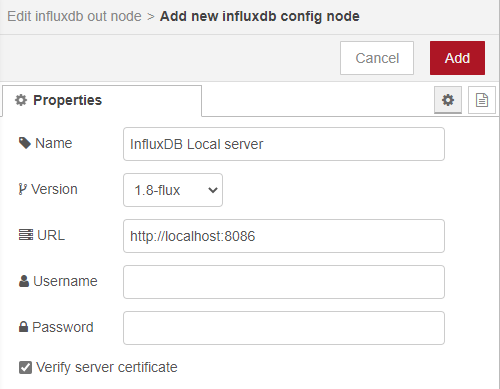 Edit influxdb out node > Add new influxdb config node
Cancel Add
Properties
Name InfluxDB Local server
Version 1.8-flux
URL http://localhost:8086
Username
Password
Verify server certificate